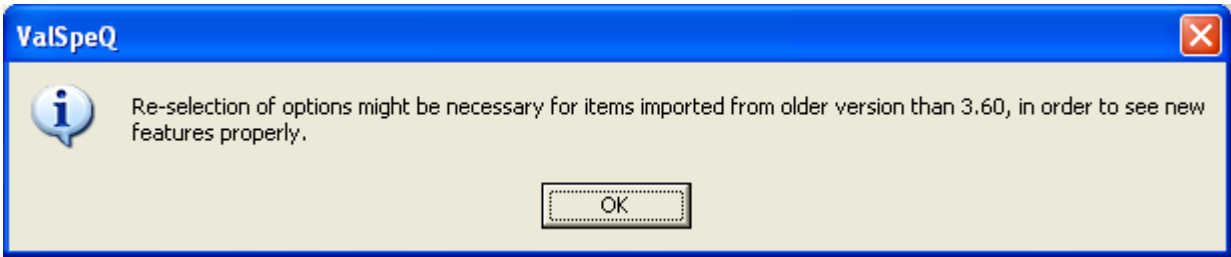 ValSpeQ
Re-selection of options might be necessary for items imported from older version than 3.60, in order to see new
features properly.
OK